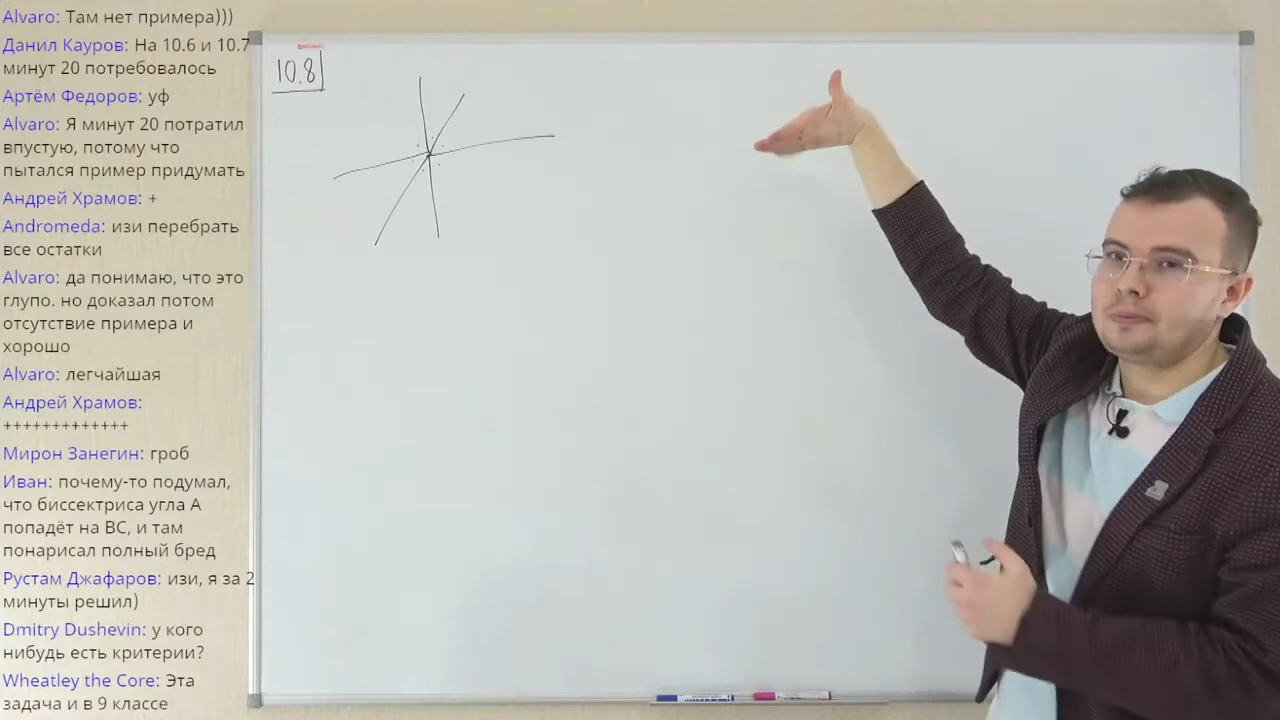 Alvaro: Там нет примера)))
Данил Кауров: На 10.6 и 10.7
минут 20 потребовалось
Артём Федоров: уф
Alvaro: Я минут 20 потратил
впустую, потому что
пытался пример придумать
Андрей Храмов: +
Andromeda: изи перебрать
все остатки
Alvaro: да понимаю, что это
глупо. но доказал потом
отсутствие примера и
хорошо
Alvaro: легчайшая
Андрей Храмов:
+++++++++++++
Мирон Занегин: гроб
Иван: почему-то подумал,
что биссектриса угла А
попадёт на ВС, и там
понарисал полный бред
Рустам Джафаров: изи, я за 2
минуты решил)
Dmitry Dushevin: у кого
нибудь есть критерии?
Wheatley the Core: Эта
задача и в 9 классе
10.8